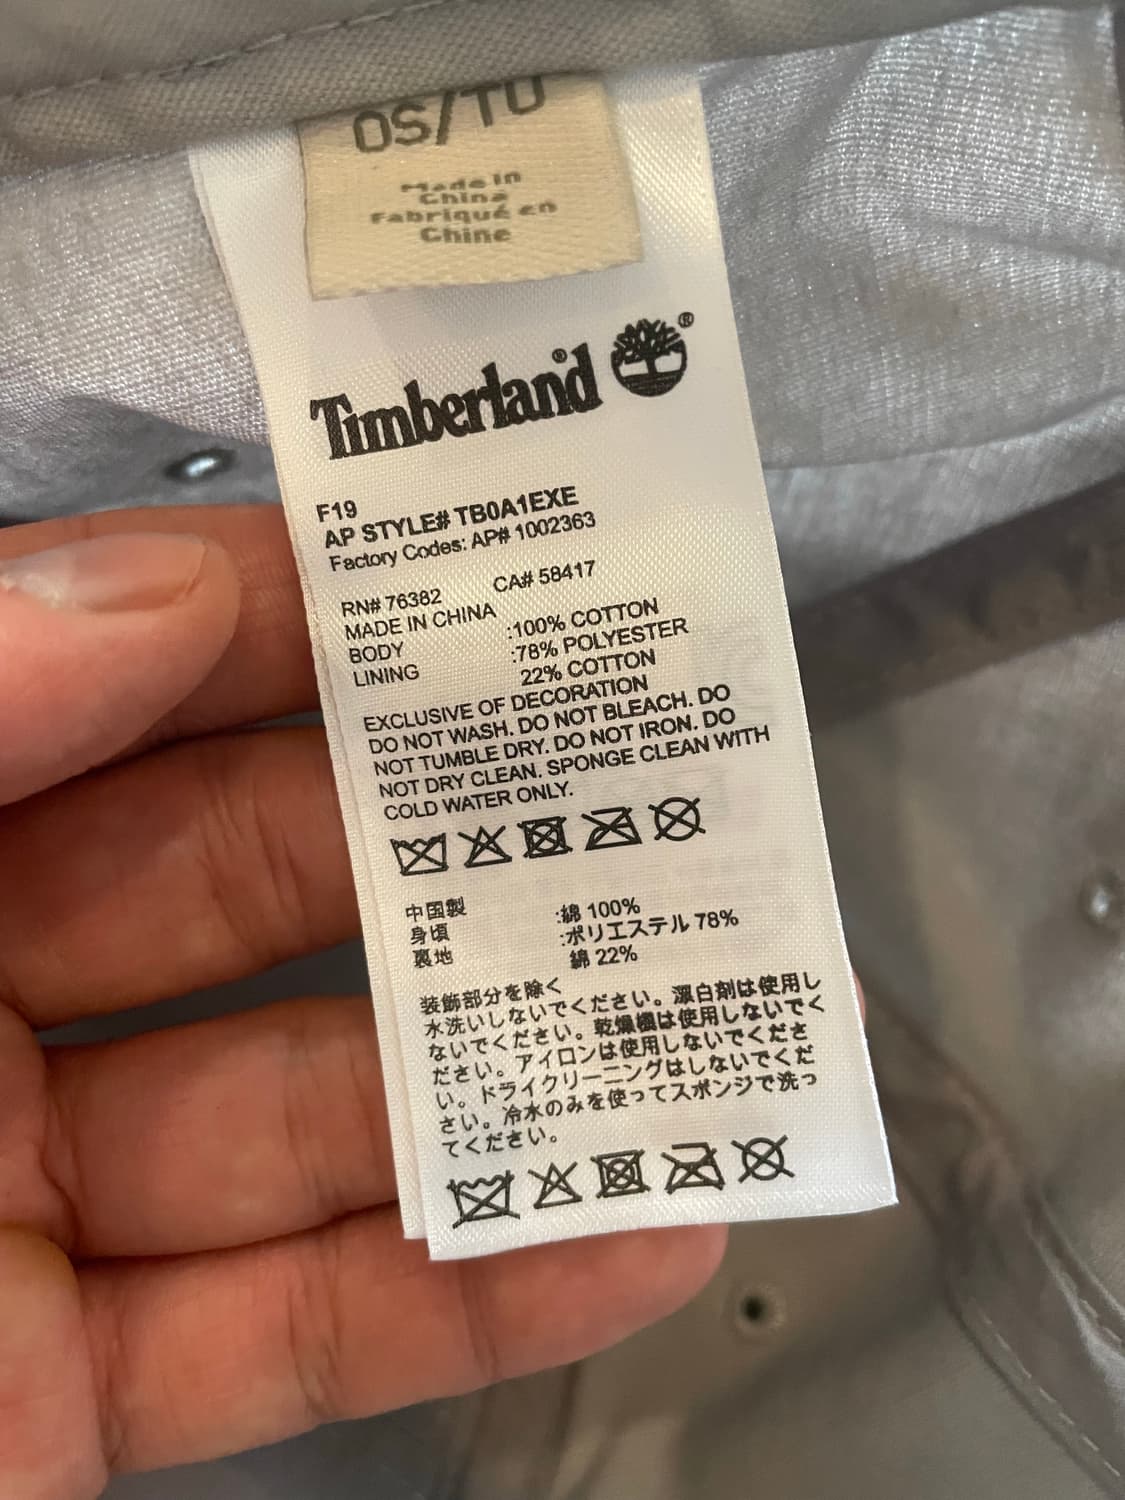 OS/TU
Made in
China
Fabriqué en
Chine
Timberland®
®
F19
AP STYLE# TB0A1EXE
Factory Codes: AP# 1002363
RN# 76382 CA# 58417
MADE IN CHINA
BODY :100% COTTON
LINING :78% POLYESTER
22% COTTON
EXCLUSIVE OF DECORATION
DO NOT WASH. DO NOT BLEACH. DO
NOT TUMBLE DRY. DO NOT IRON. DO
NOT DRY CLEAN. SPONGE CLEAN WITH
COLD WATER ONLY.
中国製
身頃 :綿 100%
裏地 :ポリエステル 78%
綿 22%
装飾部分を除く
水洗いしないでください。漂白剤は使用し
ないでください。乾燥機は使用しないでく
ださい。アイロンは使用しないでくださ
い。ドライクリーニングはしないでくだ
さい。冷水のみを使ってスポンジで洗っ
てください。